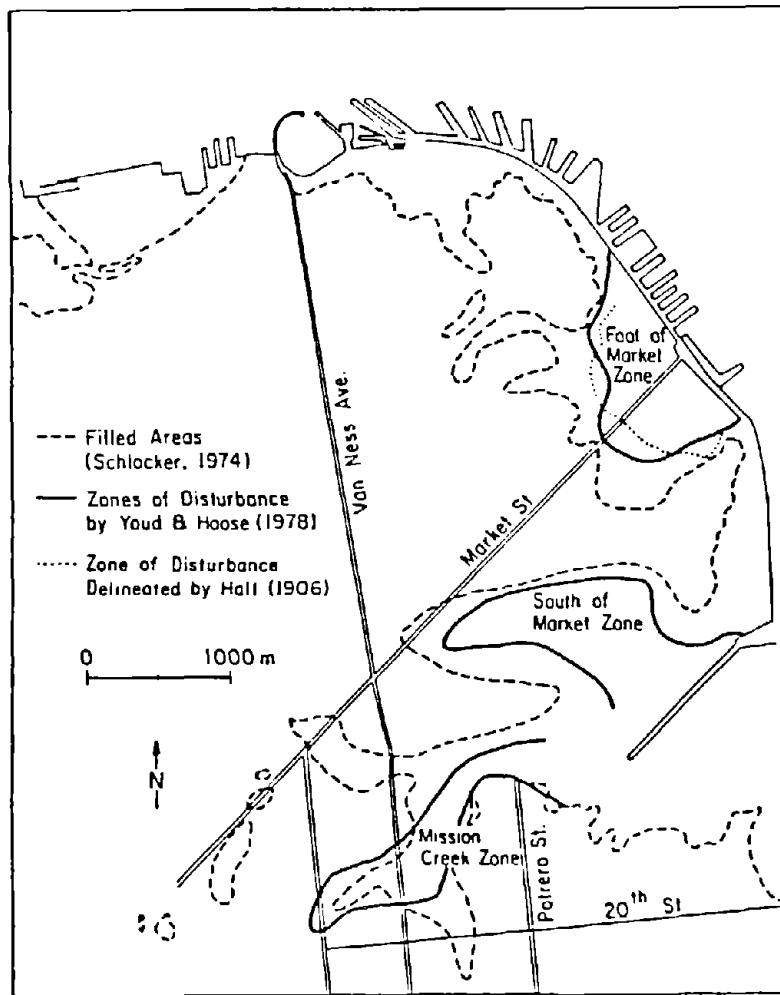 Foot of
Market
Zone
Van Ness Ave.
Filled Areas
(Schlocker, 1974)
Zones of Disturbance
by Youd & Hoose (1978)
Market St
Zone of Disturbance
Delineated by Hall (1906)
South of
Market Zone
0 1000 m
N
Mission
Creek Zone
Potrero St.
20th St